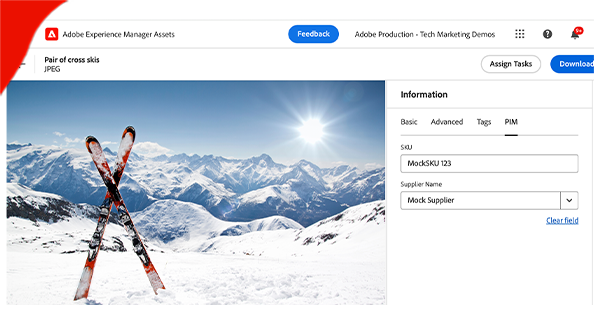 Adobe Experience Manager Assets
Feedback
Adobe Production - Tech Marketing Demos
9+
Pair of cross skis
JPEG
Assign Tasks
Download
Information
Basic Advanced Tags PIM
SKU
MockSKU 123
Supplier Name
Mock Supplier
Clear field